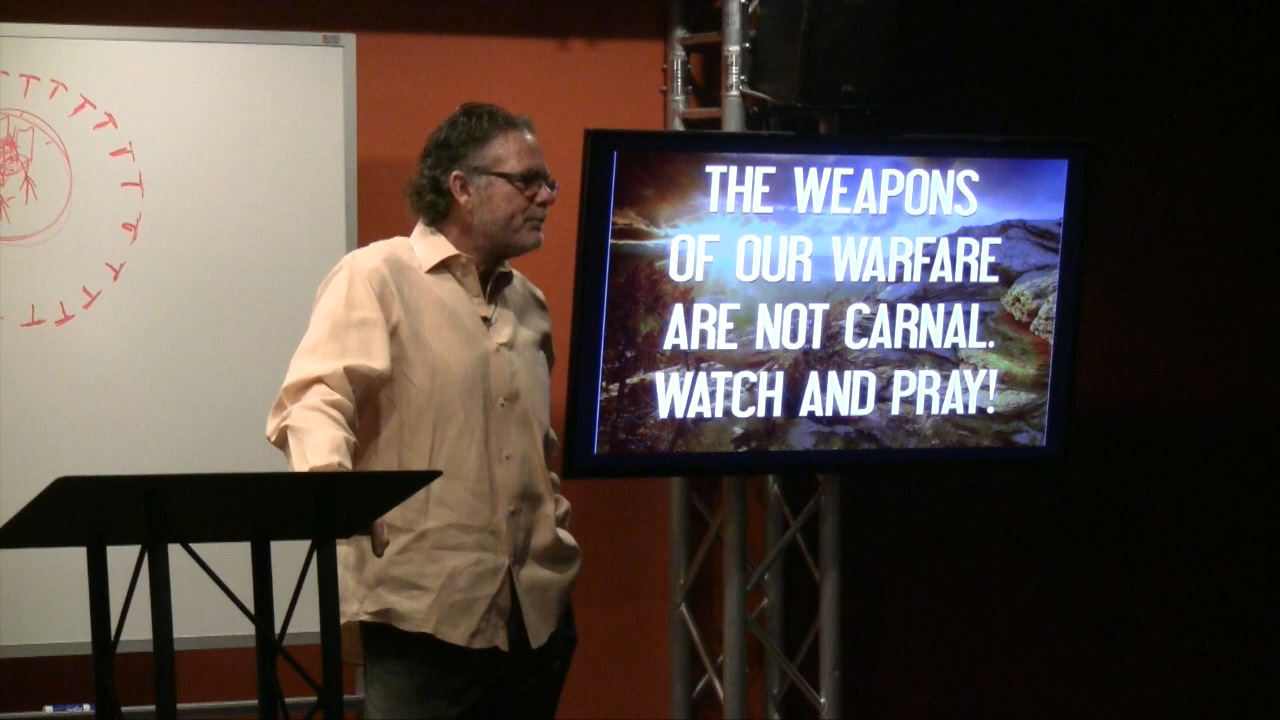 THE WEAPONS
OF OUR WARFARE
ARE NOT CARNAL.
WATCH AND PRAY!